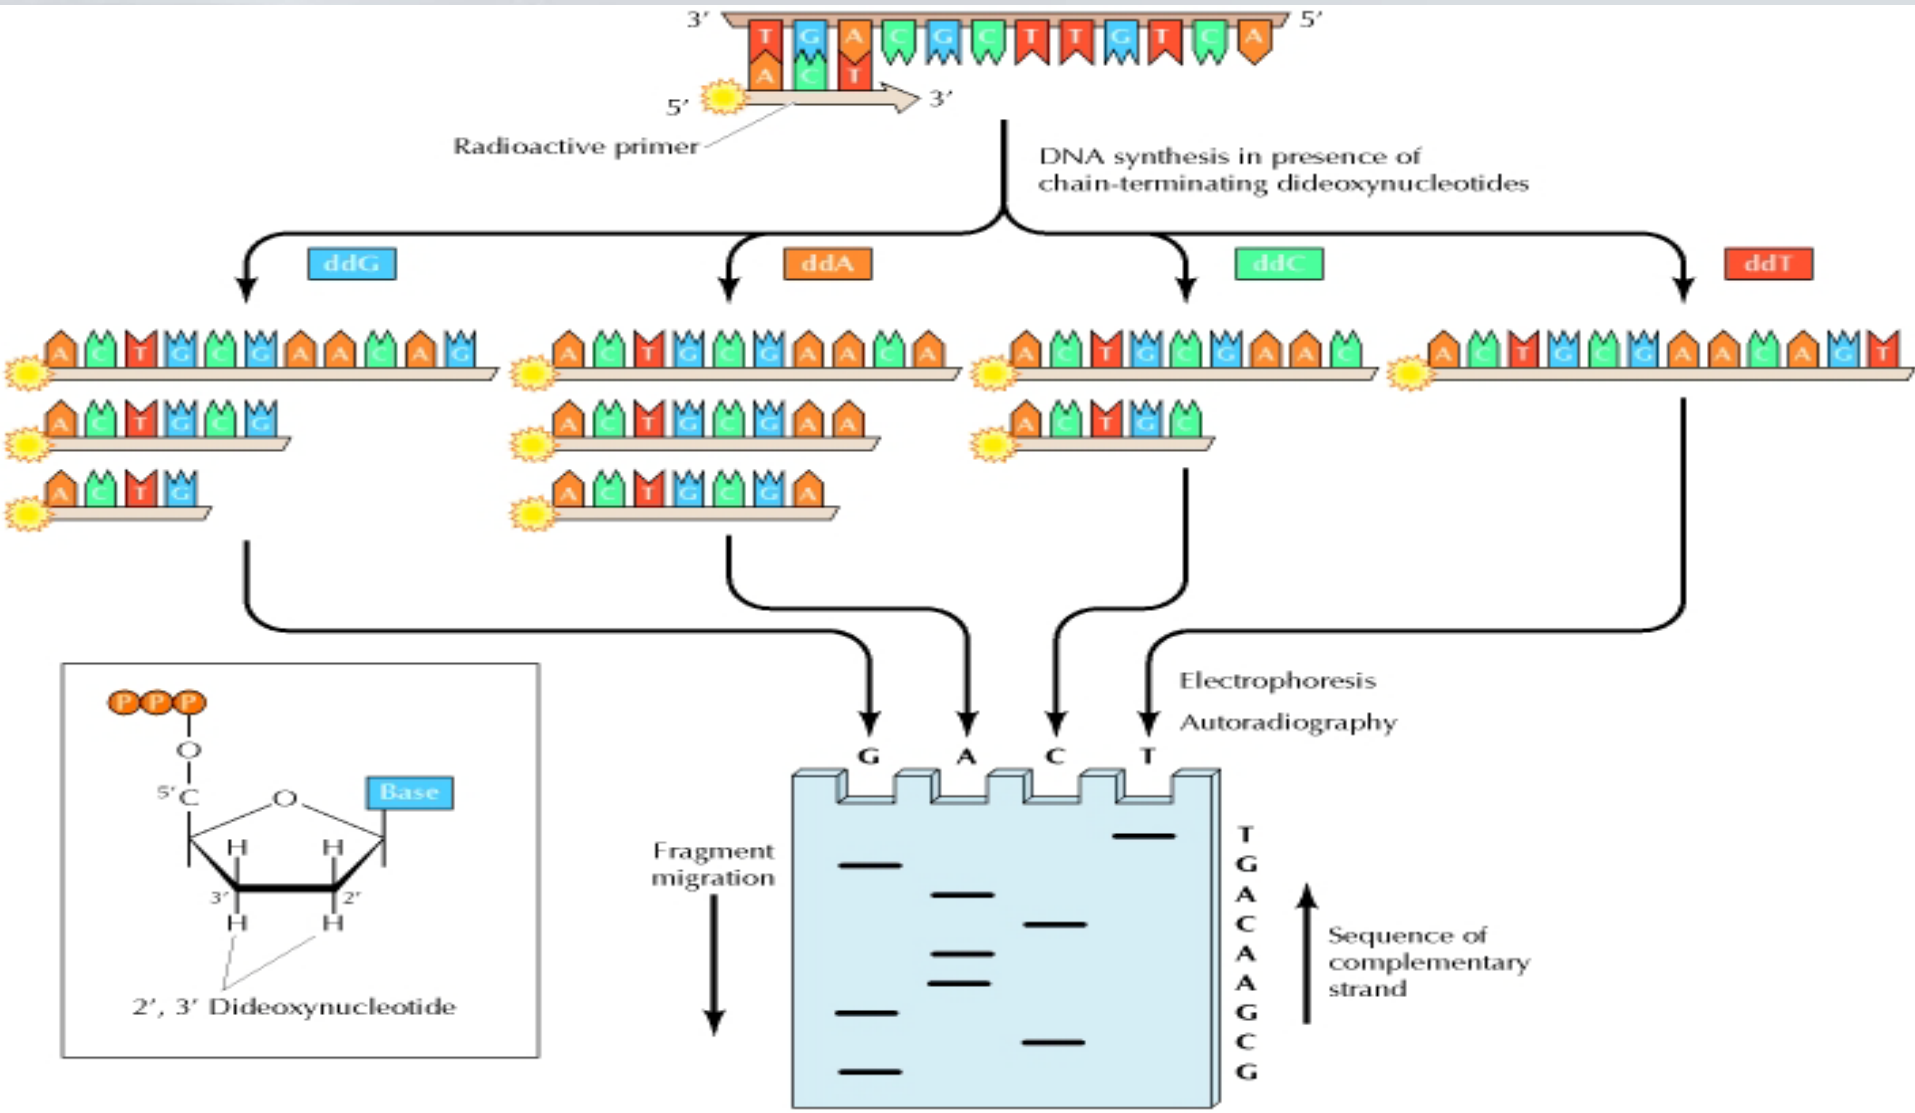 3′ 5′
T G A C G C T T G T C A
A C T
5′ 3′
Radioactive primer
DNA synthesis in presence of
chain-terminating dideoxynucleotides
ddG ddA ddC ddT
A C T G C G A A C A G
A C T G C G A A C A
A C T G C G A A C
A C T G C G A A C A G T
A C T G C G
A C T G C G A A
A C T G C
A C T G
A C T G C G A
Electrophoresis
Autoradiography
G A C T
P P P
O
5′ C
O
Base
H H
3′ 2′
H H
2′, 3′ Dideoxynucleotide
Fragment
migration
T
G
A
C
A
A
G
C
G
Sequence of
complementary
strand